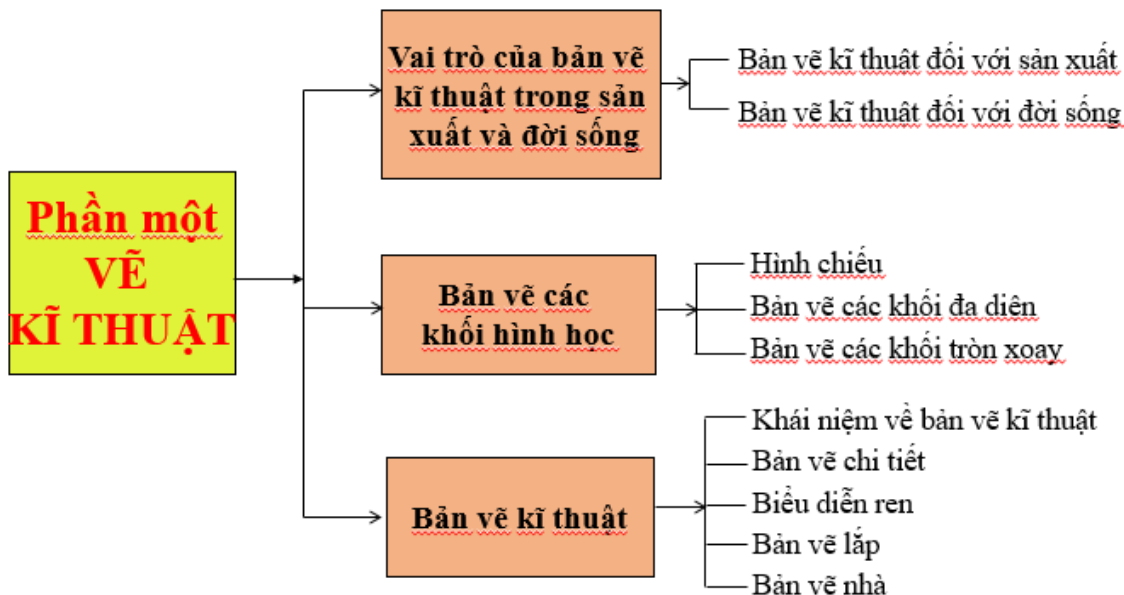 Phần một
VẼ
KĨ THUẬT
Vai trò của bản vẽ
kĩ thuật trong sản
xuất và đời sống
Bản vẽ kĩ thuật đối với sản xuất
Bản vẽ kĩ thuật đối với đời sống
Bản vẽ các
khối hình học
Hình chiếu
Bản vẽ các khối đa diên
Bản vẽ các khối tròn xoay
Bản vẽ kĩ thuật
Khái niệm về bản vẽ kĩ thuật
Bản vẽ chi tiết
Biểu diễn ren
Bản vẽ lắp
Bản vẽ nhà